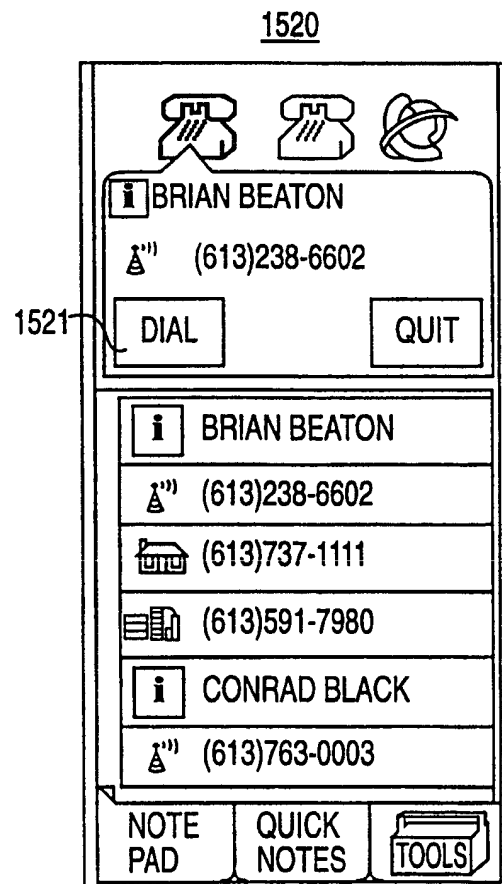 1520
i BRIAN BEATON
(613)238-6602
1521
DIAL QUIT
i BRIAN BEATON
(613)238-6602
(613)737-1111
(613)591-7980
i CONRAD BLACK
(613)763-0003
NOTE PAD
QUICK NOTES
TOOLS